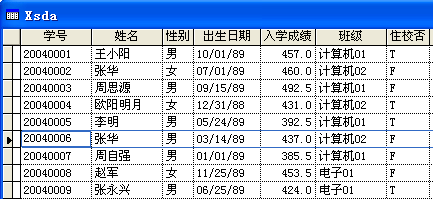 Xsda
学号 姓名 性别 出生日期 入学成绩 班级 住校否
20040001 王小阳 男 10/01/89 457.0 计算机01 T
20040002 张华 女 07/01/89 460.0 计算机02 F
20040003 周思源 男 09/15/89 492.5 计算机01 F
20040004 欧阳明月 女 12/31/88 431.0 计算机02 T
20040005 李明 男 05/24/89 392.5 计算机01 T
20040006 张华 男 03/14/89 437.0 计算机02 F
20040007 周自强 男 01/01/89 385.5 计算机01 F
20040008 赵军 女 11/25/89 453.5 电子01 F
20040009 张永兴 男 06/25/89 424.0 电子01 T